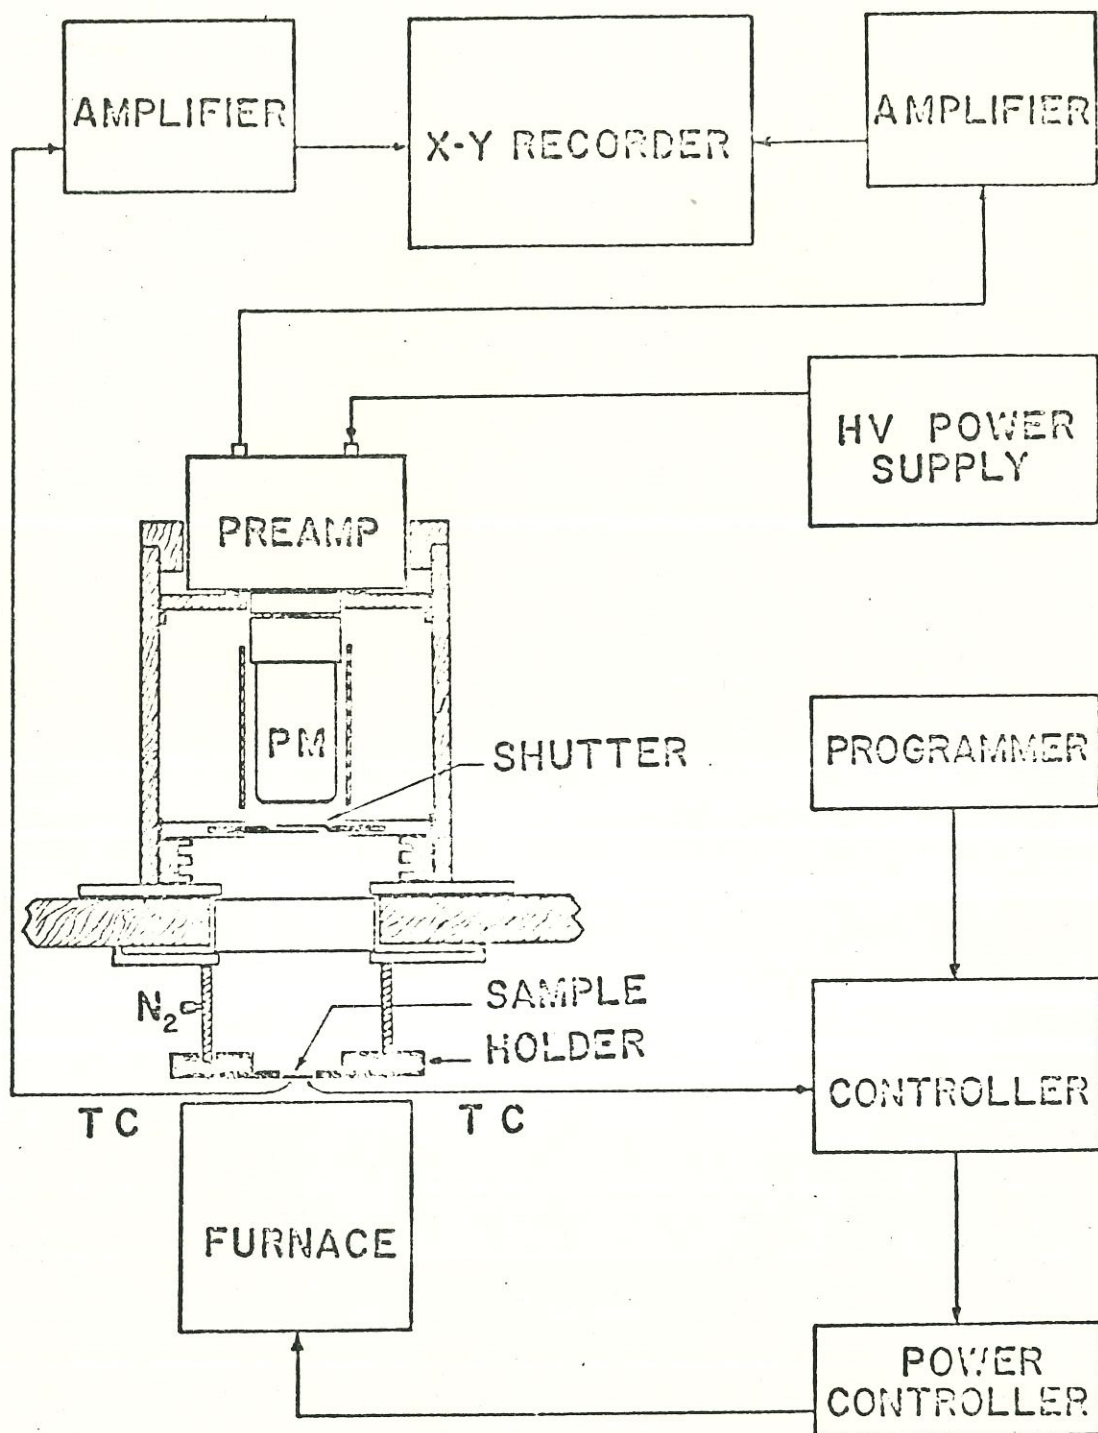 AMPLIFIER
X-Y RECORDER
AMPLIFIER
HV POWER
SUPPLY
PREAMP
PM
SHUTTER
PROGRAMMER
N₂
SAMPLE
HOLDER
TC
TC
CONTROLLER
FURNACE
POWER
CONTROLLER